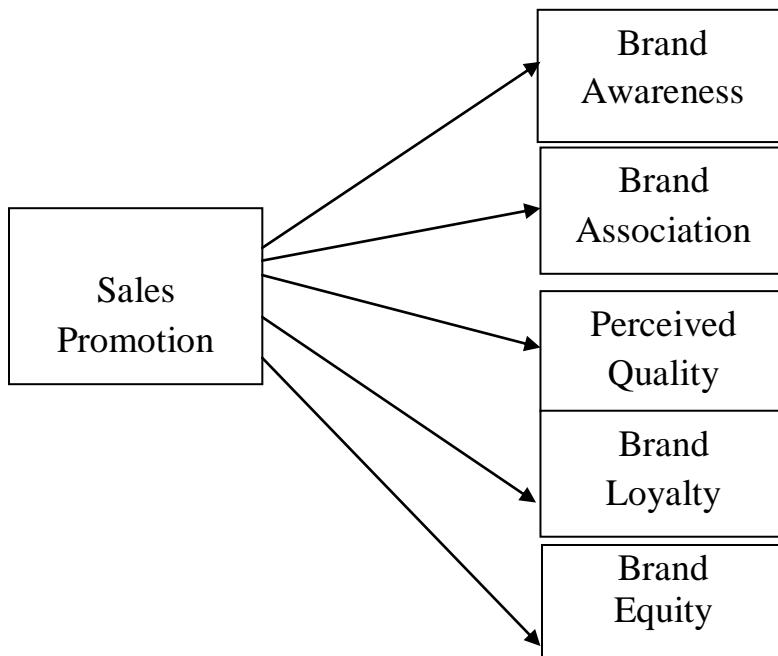 Sales
Promotion
Brand
Awareness
Brand
Association
Perceived
Quality
Brand
Loyalty
Brand
Equity